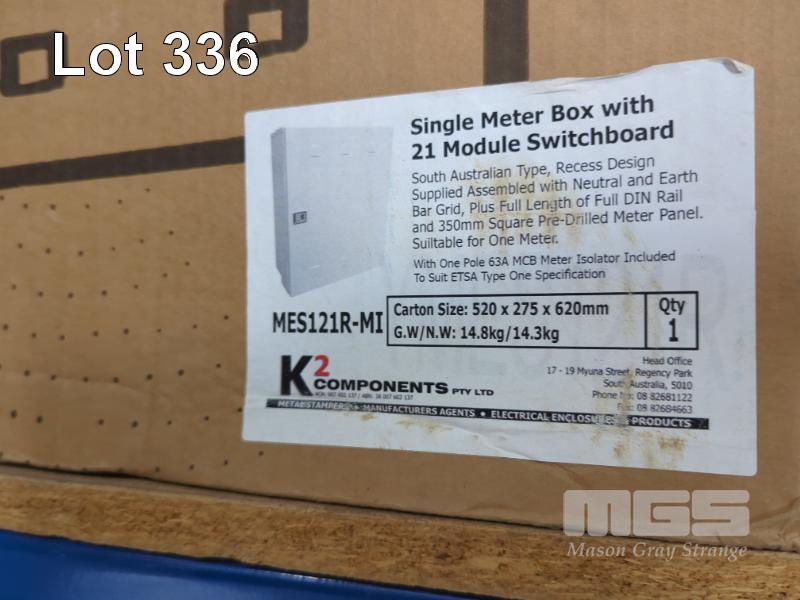 Lot 336
Single Meter Box with
21 Module Switchboard
South Australian Type, Recess Design
Supplied Assembled with Neutral and Earth
Bar Grid, Plus Full Length of Full DIN Rail
and 350mm Square Pre-Drilled Meter Panel.
Suiltable for One Meter.
With One Pole 63A MCB Meter Isolator Included
To Suit ETSA Type One Specification
MES121R-MI
Carton Size: 520 x 275 x 620mm
G.W/N.W: 14.8kg/14.3kg
Qty
1
K2 COMPONENTS PTY LTD
Head Office
17 - 19 Myuna Street, Regency Park
South Australia, 5010
Phone No: 08 82681122
Fax: 08 82684663
METAL STAMPERS ★ MANUFACTURERS AGENTS ★ ELECTRICAL ENCLOSURES & PRODUCTS
MGS
Mason Gray Strange